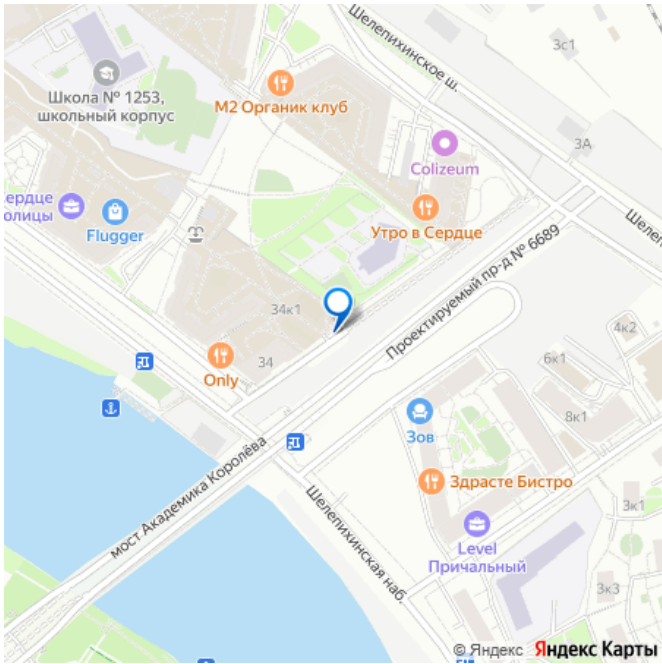 Шелепихинское ш.
3с1
Школа № 1253,
школьный корпус
М2 Органик клуб
3А
Colizeum
ердце
олицы
Flugger
Утро в Сердце
Шелеп
Проектируемый пр-д № 6689
34к1
34
Only
4к2
6к1
8к1
Зов
мост Академика Королёва
Здрасте Бистро
Шелепихинская наб.
Level
Причальный
3к1
3к3
© Яндекс Яндекс Карты